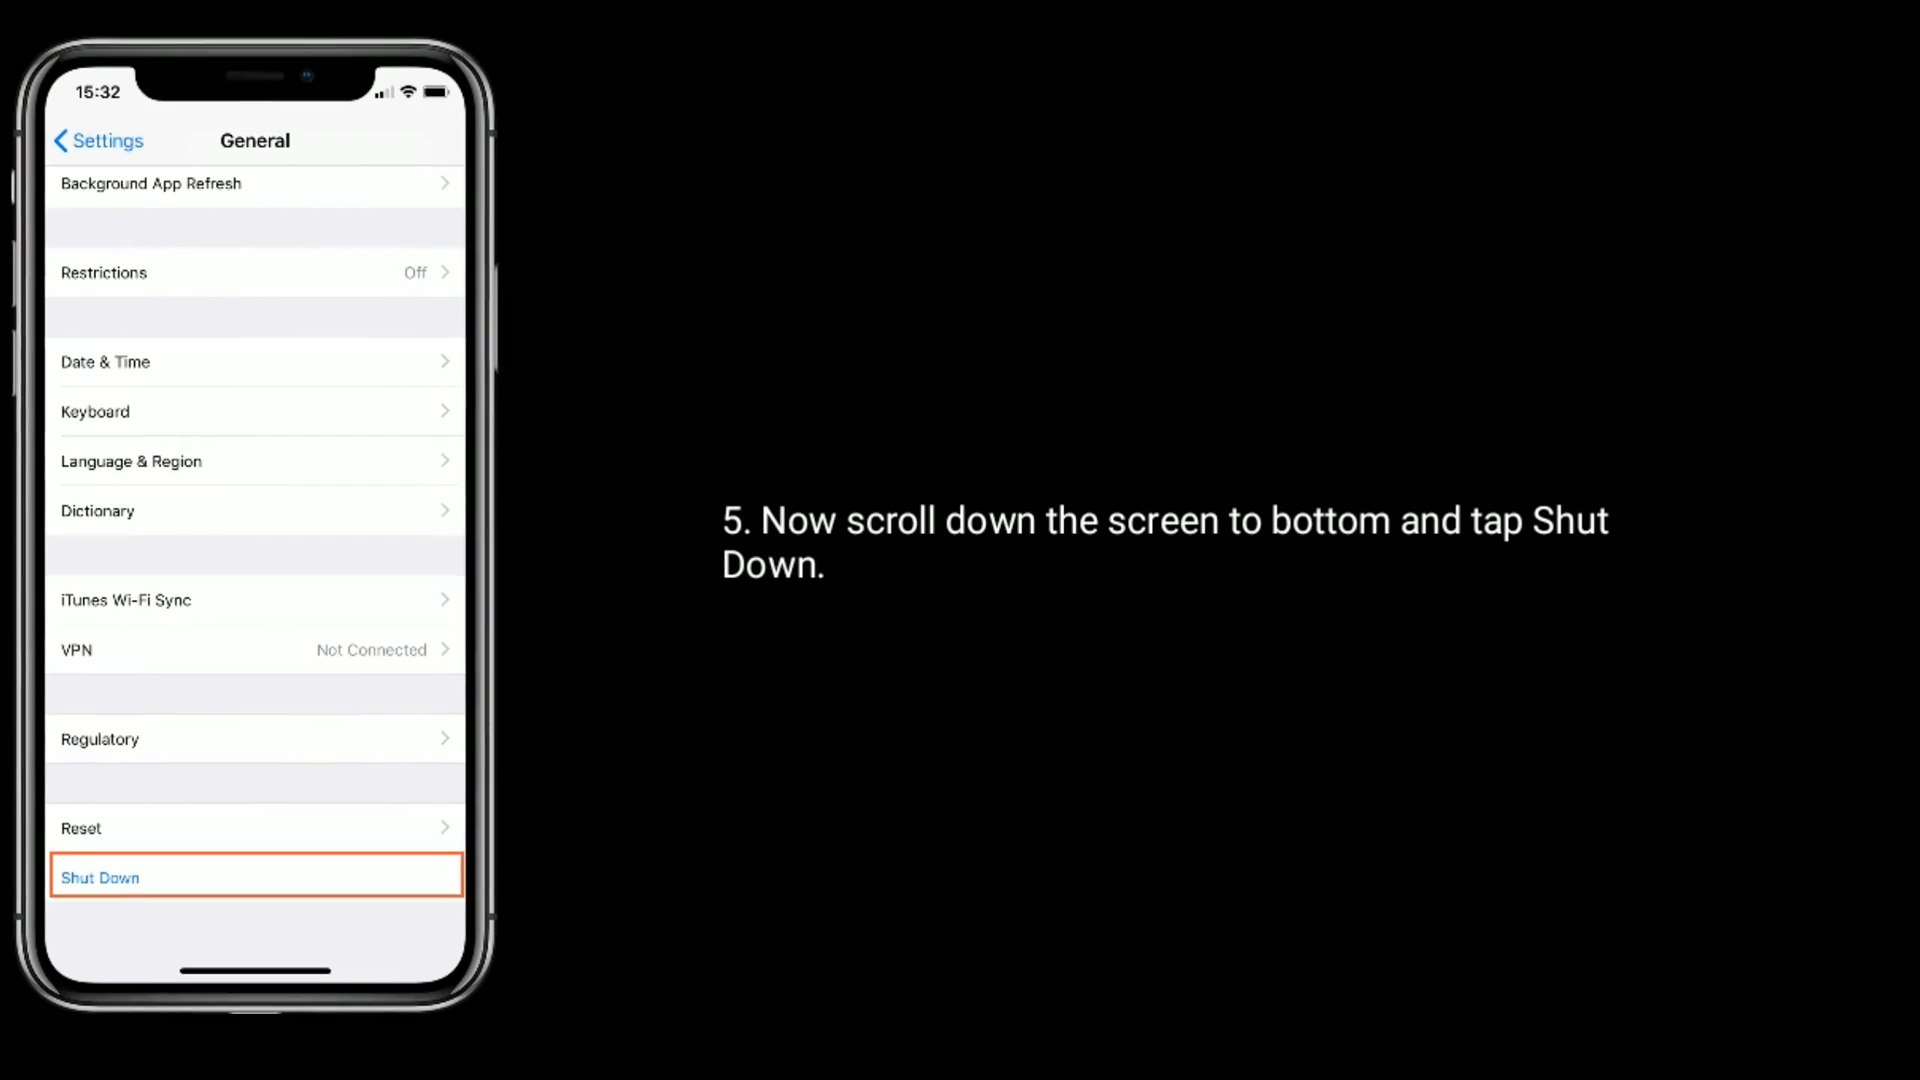 15:32
Settings
General
Background App Refresh
Restrictions Off
Date & Time
Keyboard
Language & Region
Dictionary
iTunes Wi-Fi Sync
VPN Not Connected
Regulatory
Reset
Shut Down
5. Now scroll down the screen to bottom and tap Shut
Down.